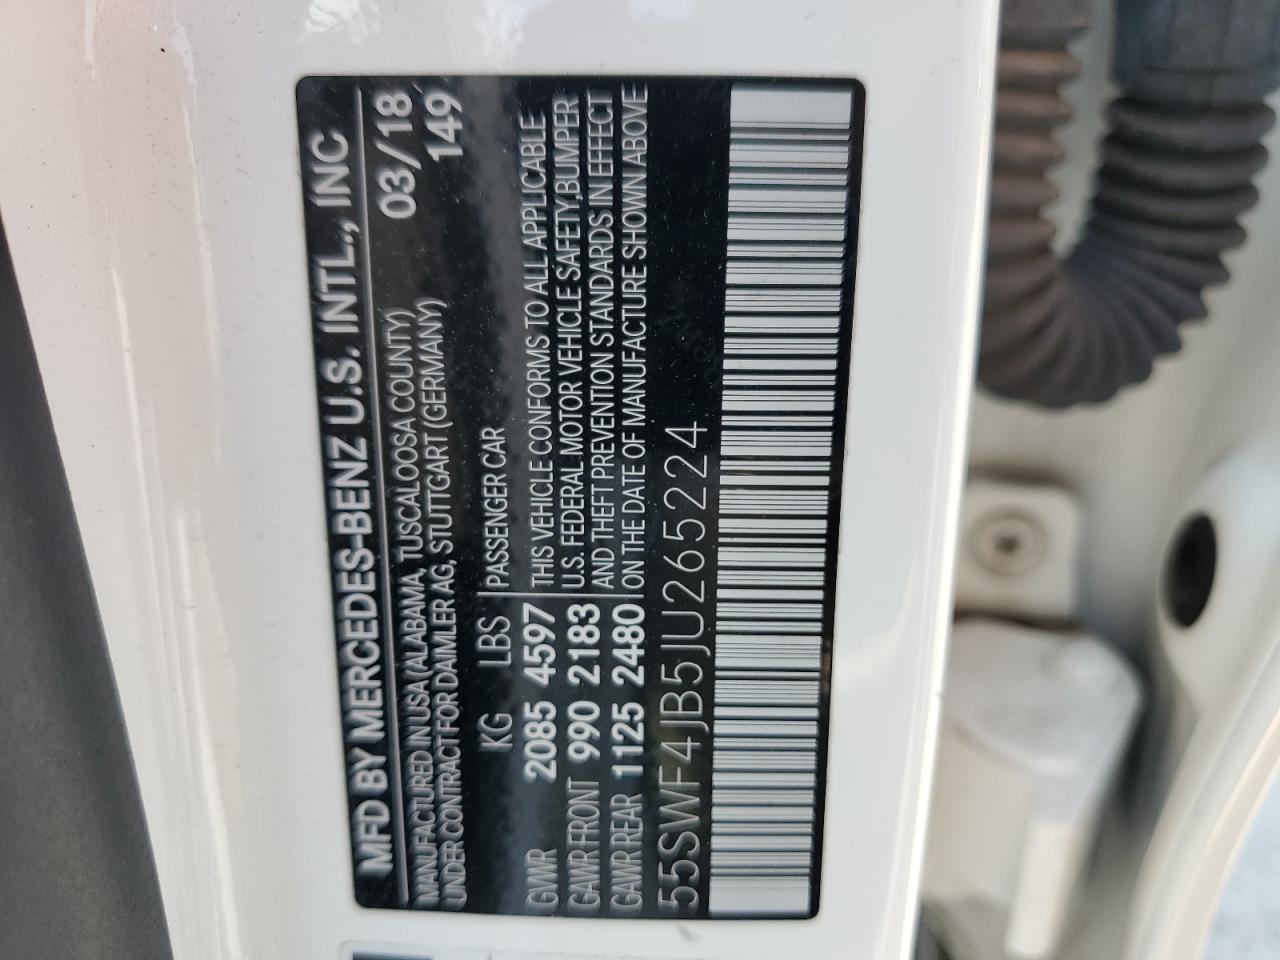 MFD BY MERCEDES-BENZ U.S. INTL., INC
MANUFACTURED IN USA (ALABAMA, TUSCALOOSA COUNTY) 03/18
UNDER CONTRACT FOR DAIMLER AG, STUTTGART (GERMANY) 149
KG LBS PASSENGER CAR
GVWR 2085 4597 THIS VEHICLE CONFORMS TO ALL APPLICABLE
GAWR FRONT 990 2183 U.S. FEDERAL MOTOR VEHICLE SAFETY,BUMPER
AND THEFT PREVENTION STANDARDS IN EFFECT
GAWR REAR 1125 2480 ON THE DATE OF MANUFACTURE SHOWN ABOVE
55SWF4JB5JU265224